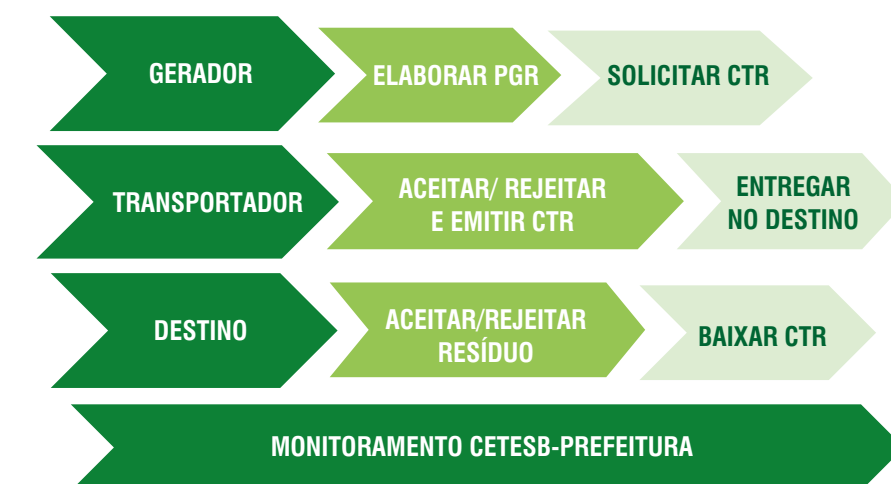 GERADOR
ELABORAR PGR
SOLICITAR CTR
TRANSPORTADOR
ACEITAR/ REJEITAR
E EMITIR CTR
ENTREGAR
NO DESTINO
DESTINO
ACEITAR/REJEITAR
RESÍDUO
BAIXAR CTR
MONITORAMENTO CETESB-PREFEITURA